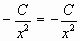 - C/x² = - C/x²